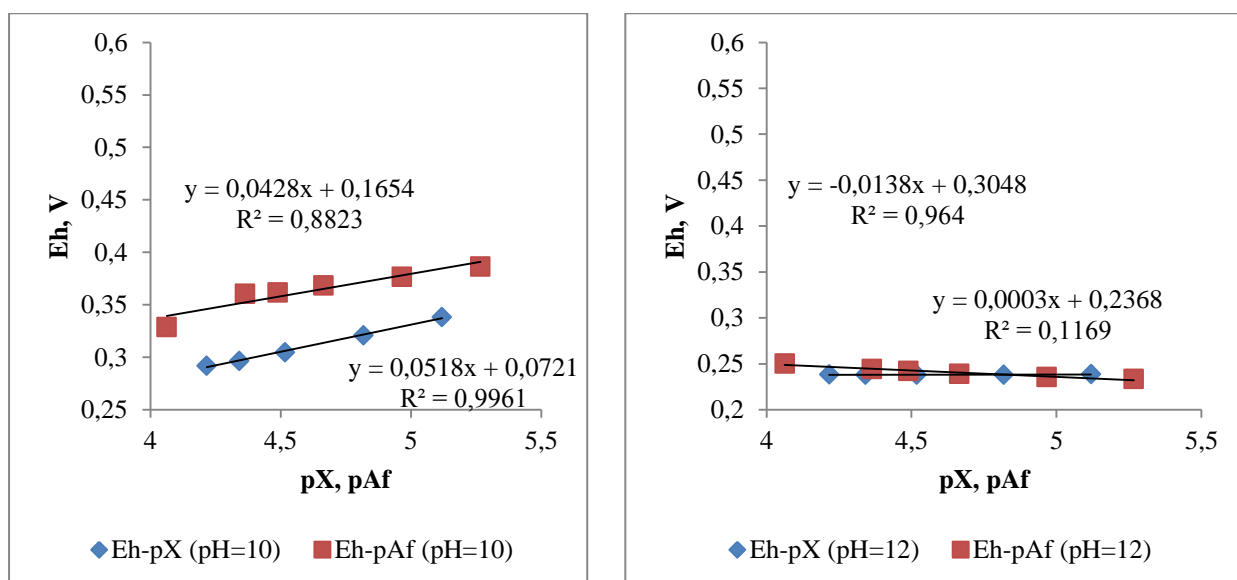 0,6
0,55
0,5
0,45
0,4
0,35
0,3
0,25
Eh, V
y = 0,0428x + 0,1654
R² = 0,8823
y = 0,0518x + 0,0721
R² = 0,9961
4
4,5
5
5,5
pX, pAf
Eh-pX (pH=10)
Eh-pAf (pH=10)
0,6
0,55
0,5
0,45
0,4
0,35
0,3
0,25
0,2
Eh, V
y = -0,0138x + 0,3048
R² = 0,964
y = 0,0003x + 0,2368
R² = 0,1169
4
4,5
5
5,5
pX, pAf
Eh-pX (pH=12)
Eh-pAf (pH=12)